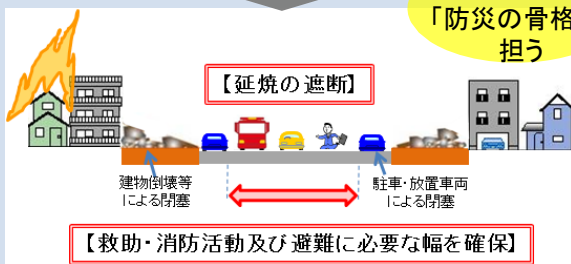 「防災の骨格
担う
【延焼の遮断】
建物倒壊等
による閉塞
駐車・放置車両
による閉塞
【救助・消防活動及び避難に必要な幅を確保】